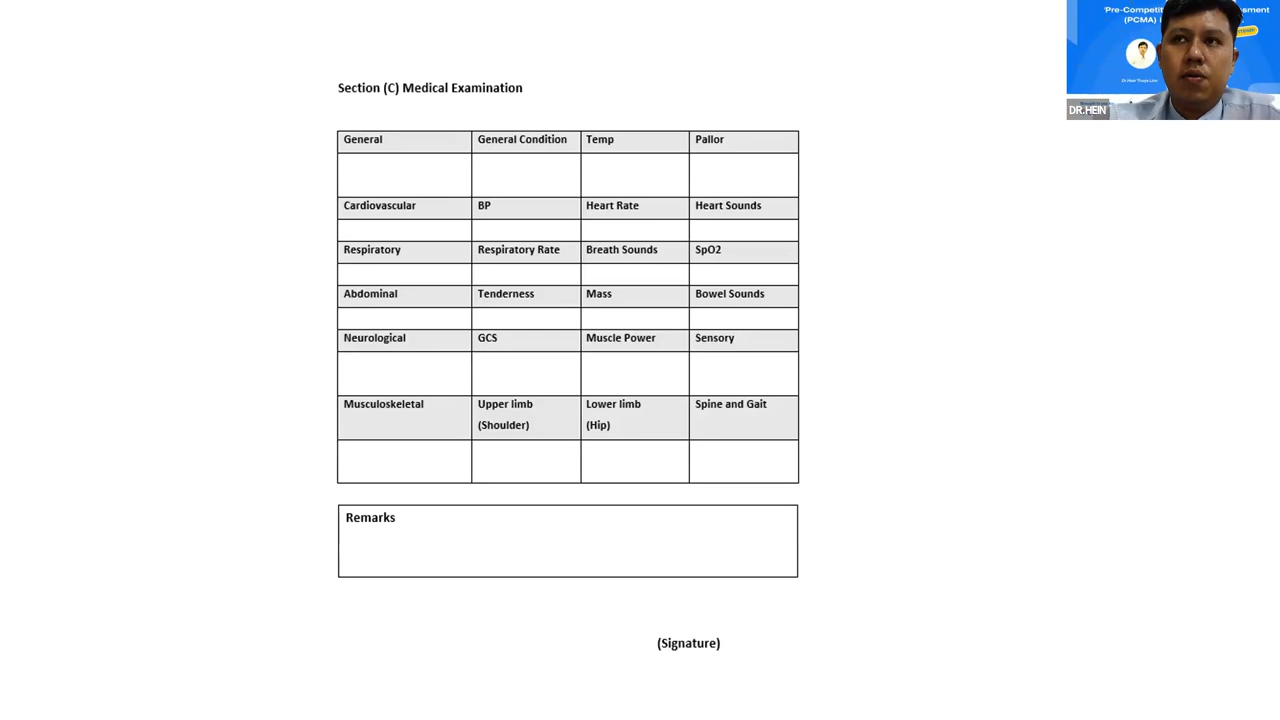 Section (C) Medical Examination
General General Condition Temp Pallor
Cardiovascular BP Heart Rate Heart Sounds
Respiratory Respiratory Rate Breath Sounds SpO2
Abdominal Tenderness Mass Bowel Sounds
Neurological GCS Muscle Power Sensory
Musculoskeletal Upper limb (Shoulder) Lower limb (Hip) Spine and Gait
Remarks
(Signature)
'Pre-Competit
(PCMA)
DR.HEIN